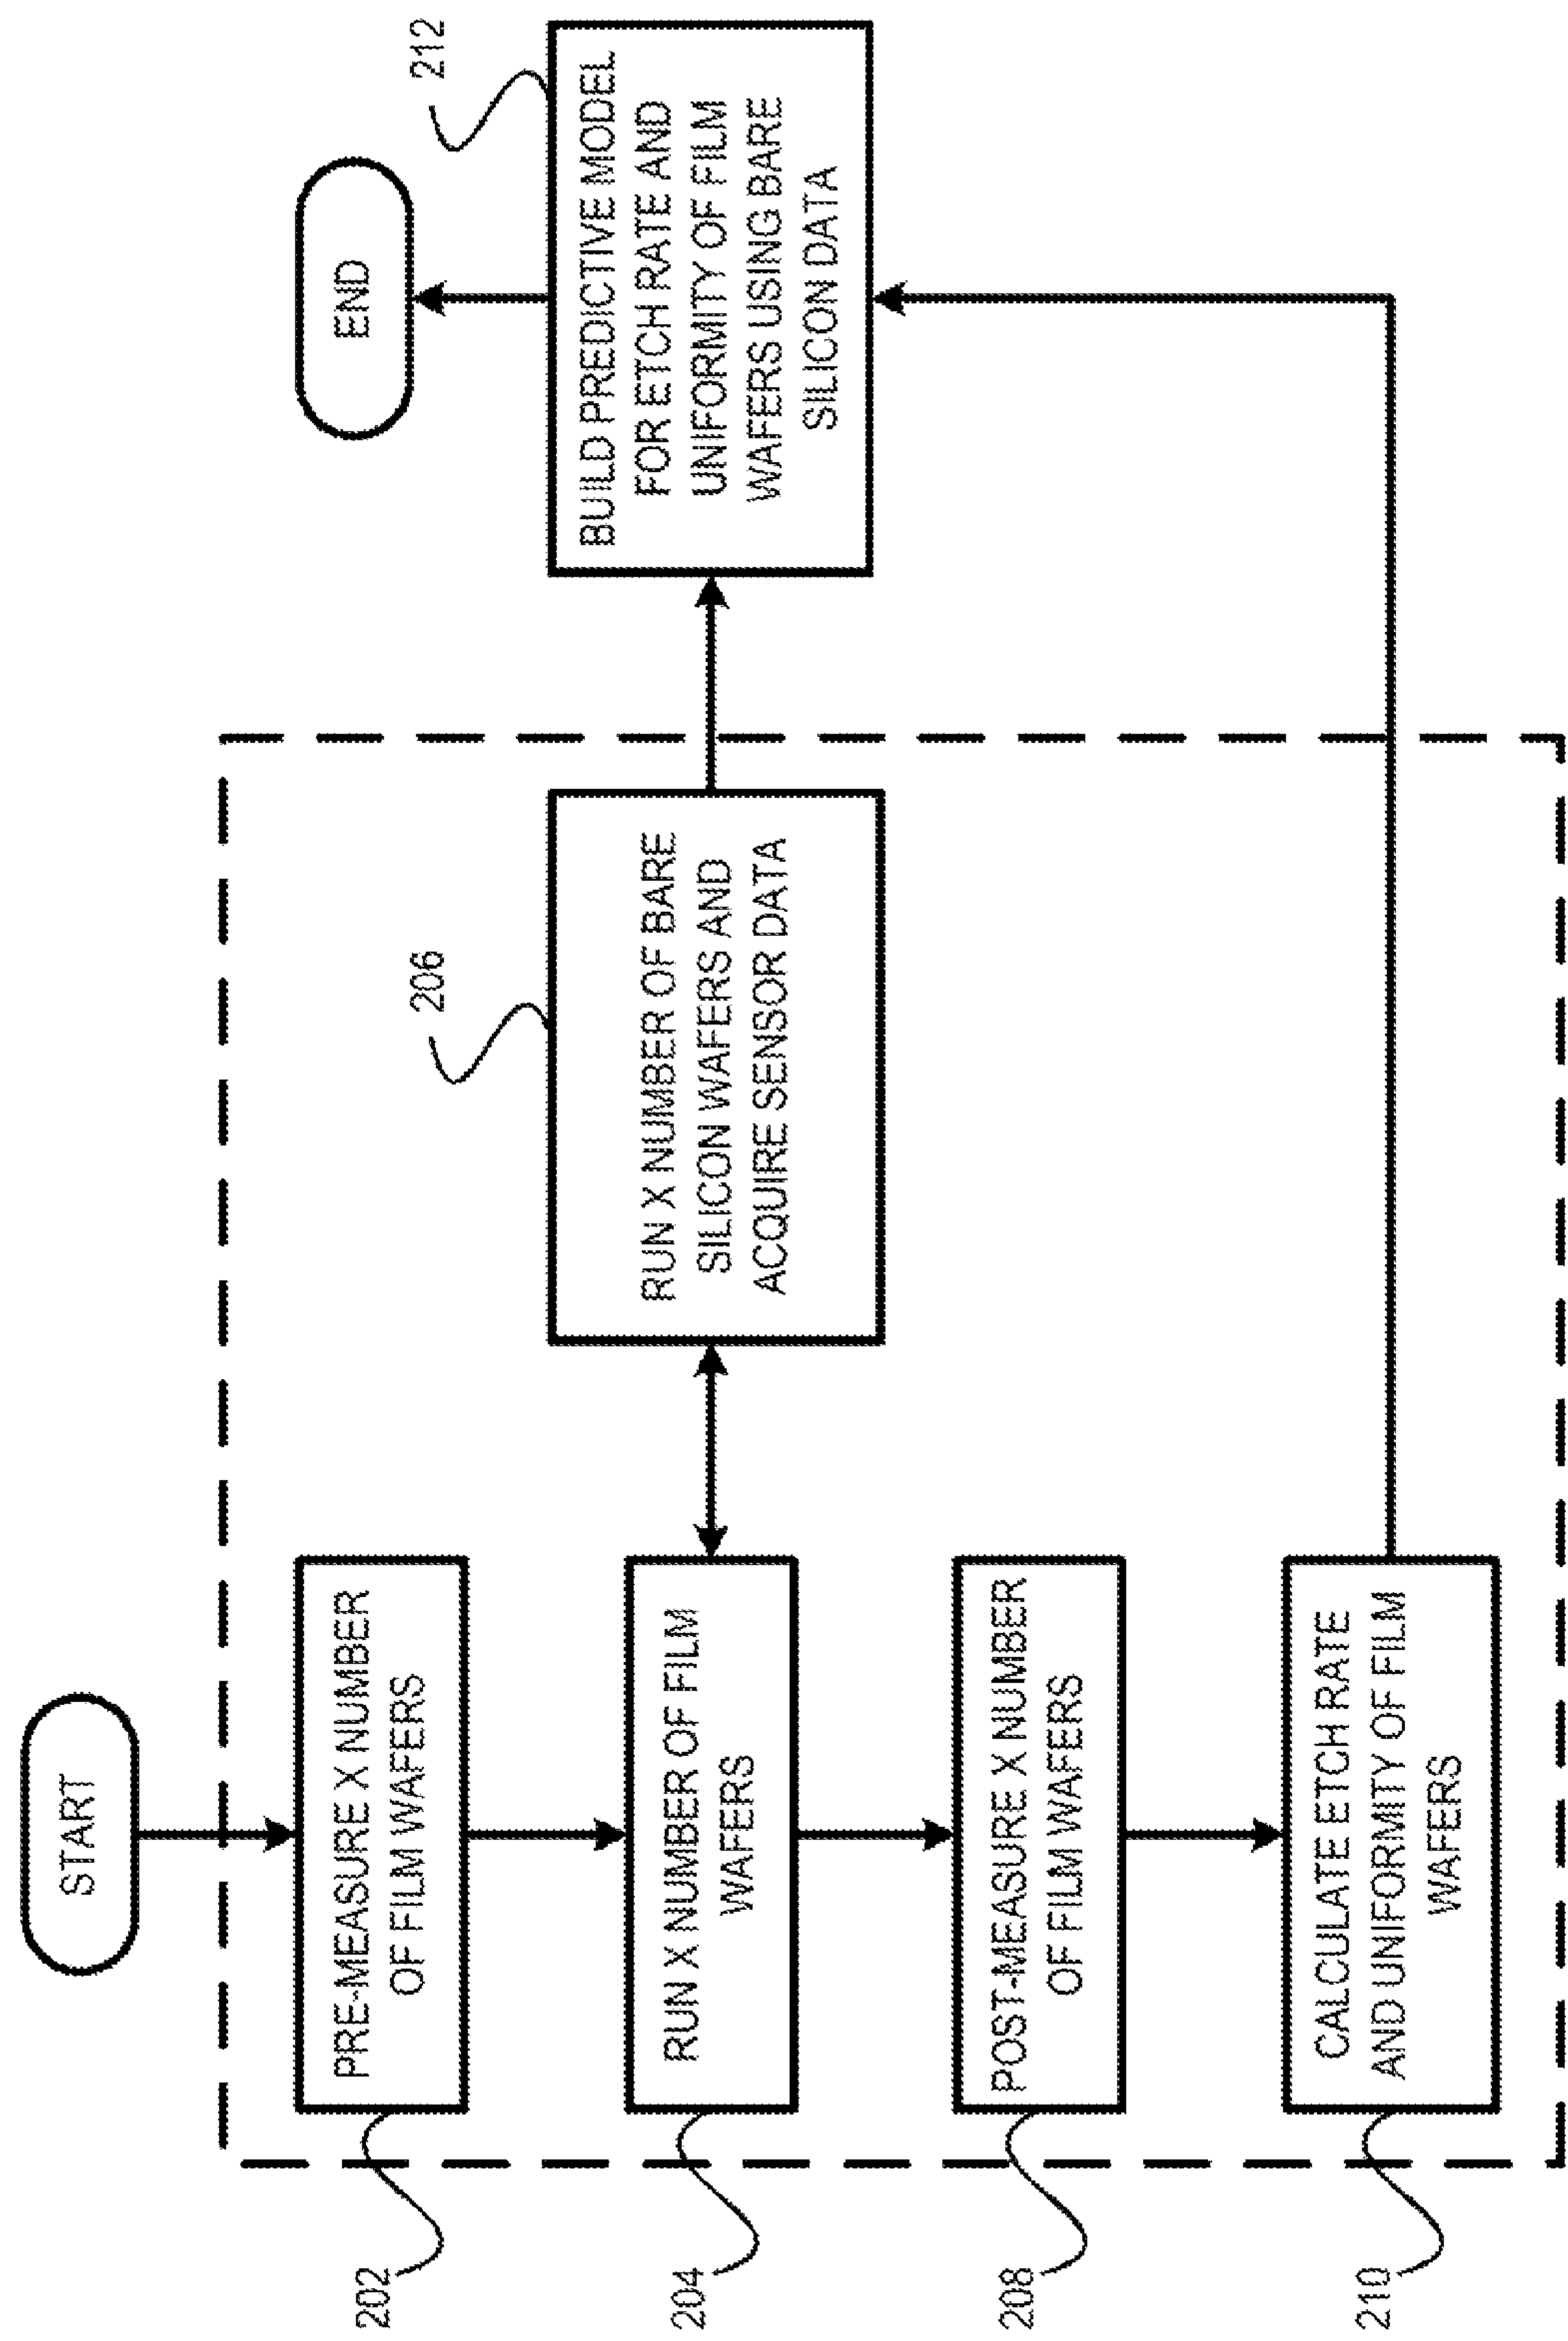 START
202
PRE-MEASURE X NUMBER
OF FILM WAFERS
204
RUN X NUMBER OF FILM
WAFERS
206
RUN X NUMBER OF BARE
SILICON WAFERS AND
ACQUIRE SENSOR DATA
208
POST-MEASURE X NUMBER
OF FILM WAFERS
210
CALCULATE ETCH RATE
AND UNIFORMITY OF FILM
WAFERS
212
BUILD PREDICTIVE MODEL
FOR ETCH RATE AND
UNIFORMITY OF FILM
WAFERS USING BARE
SILICON DATA
END